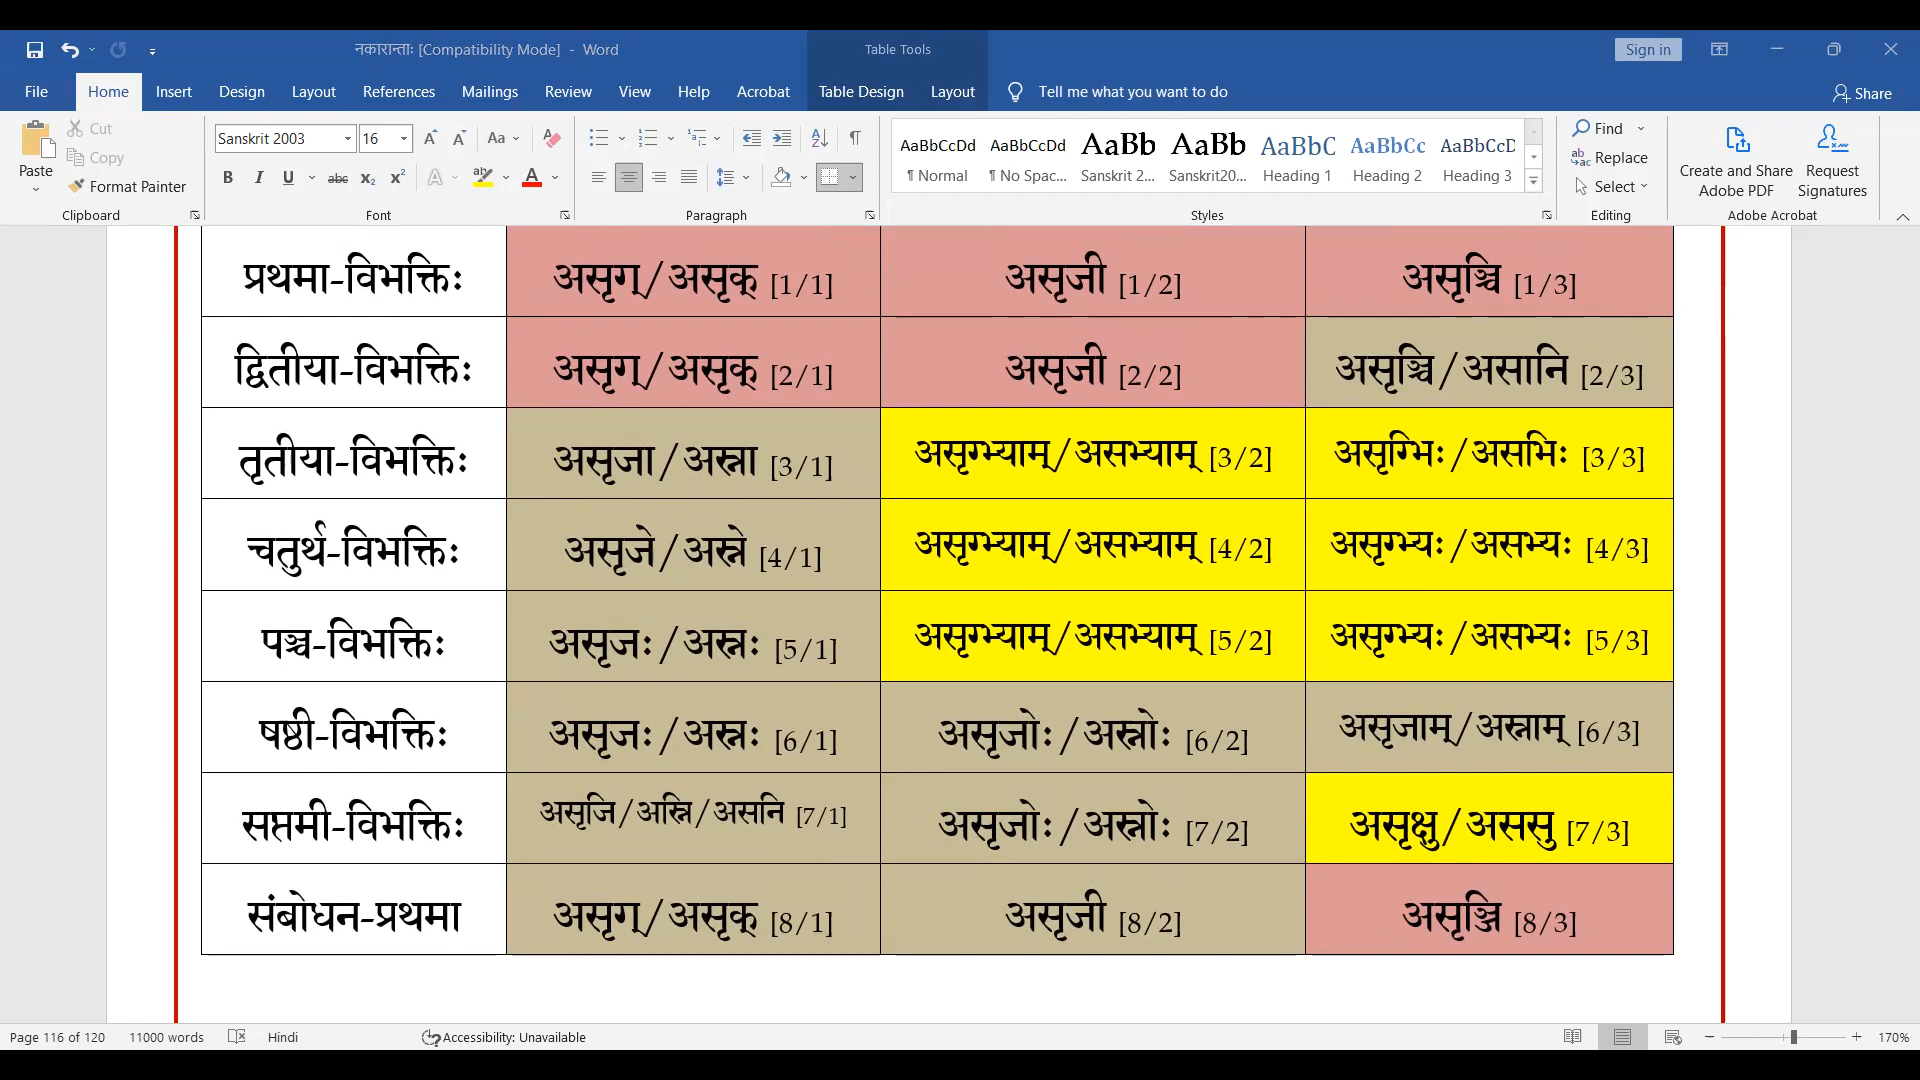 नकारान्ताः [Compatibility Mode] - Word
Table Tools
Sign in
File Home Insert Design Layout References Mailings Review View Help Acrobat Table Design Layout Tell me what you want to do Share
Paste
Cut
Copy
Format Painter
Clipboard
Sanskrit 2003 16
Font
Paragraph
AaBbCcDd AaBbCcDd AaBb AaBb AaBbC AaBbCc AaBbCcD
¶ Normal ¶ No Spac... Sanskrit 2... Sanskrit20... Heading 1 Heading 2 Heading 3
Styles
Find
Replace
Select
Editing
Create and Share Adobe PDF
Request Signatures
Adobe Acrobat
प्रथमा-विभक्तिः असृग्/असृक् [1/1] असृजी [1/2] असृञ्चि [1/3]
द्वितीया-विभक्तिः असृग्/असृक् [2/1] असृजी [2/2] असृञ्चि/असानि [2/3]
तृतीया-विभक्तिः असृजा/अस्ना [3/1] असृग्भ्याम्/असभ्याम् [3/2] असृग्भिः/असभिः [3/3]
चतुर्थ-विभक्तिः असृजे/अस्ने [4/1] असृग्भ्याम्/असभ्याम् [4/2] असृग्भ्यः/असभ्यः [4/3]
पञ्च-विभक्तिः असृजः/अस्नः [5/1] असृग्भ्याम्/असभ्याम् [5/2] असृग्भ्यः/असभ्यः [5/3]
षष्ठी-विभक्तिः असृजः/अस्नः [6/1] असृजोः/अस्नोः [6/2] असृजाम्/अस्नाम् [6/3]
सप्तमी-विभक्तिः असृजि/अस्नि/असनि [7/1] असृजोः/अस्नोः [7/2] असृक्षु/अससु [7/3]
संबोधन-प्रथमा असृग्/असृक् [8/1] असृजी [8/2] असृञ्जि [8/3]
Page 116 of 120 11000 words Hindi Accessibility: Unavailable 170%